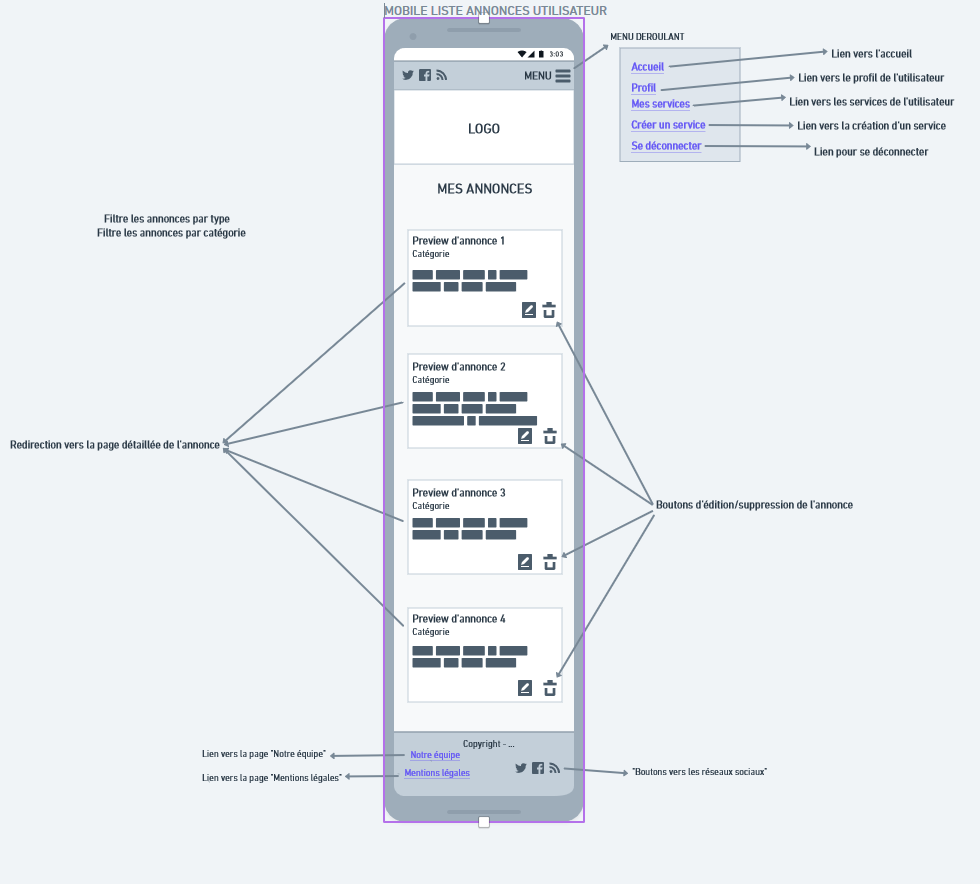 MOBILE LISTE ANNONCES UTILISATEUR
3:03
MENU
LOGO
MES ANNONCES
MENU DEROULANT
Accueil
Profil
Mes services
Créer un service
Se déconnecter
Lien vers l'accueil
Lien vers le profil de l'utilisateur
Lien vers les services de l'utilisateur
Lien vers la création d'un service
Lien pour se déconnecter
Filtre les annonces par type
Filtre les annonces par catégorie
Preview d'annonce 1
Catégorie
Preview d'annonce 2
Catégorie
Preview d'annonce 3
Catégorie
Preview d'annonce 4
Catégorie
Redirection vers la page détaillée de l'annonce
Boutons d'édition/suppression de l'annonce
Copyright - ...
Notre équipe
Mentions légales
Lien vers la page "Notre équipe"
Lien vers la page "Mentions légales"
"Boutons vers les réseaux sociaux"